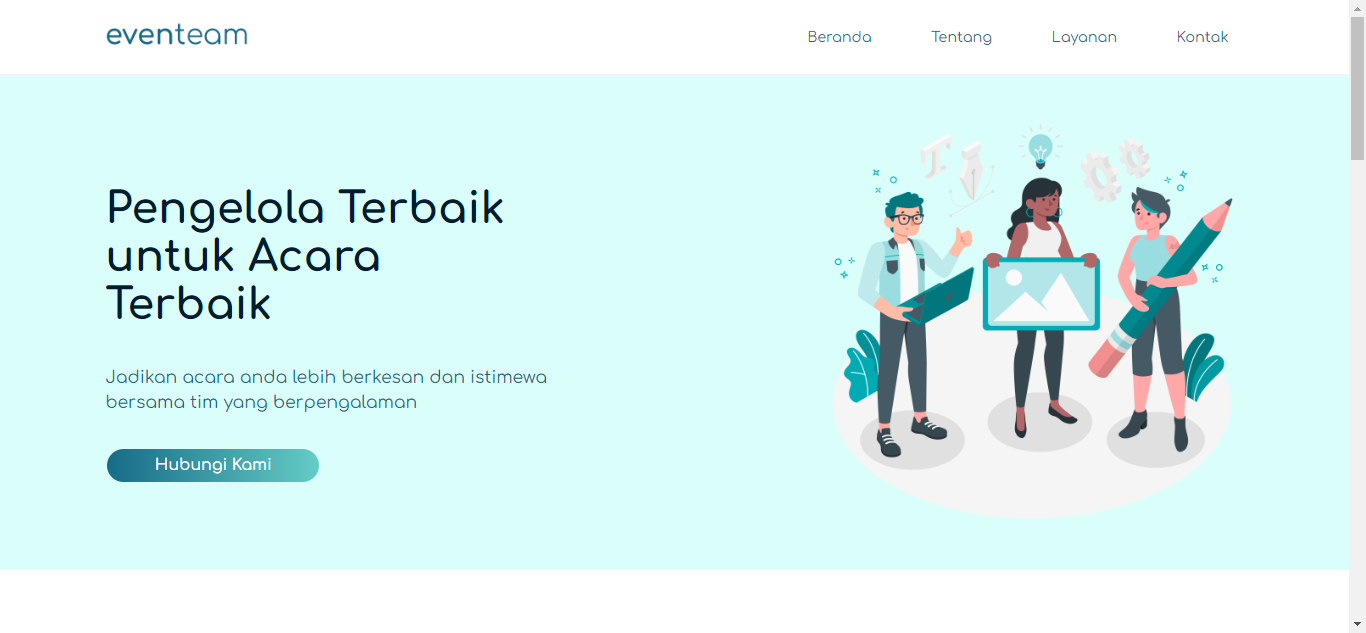 eventeam
Beranda Tentang Layanan Kontak
Pengelola Terbaik
untuk Acara
Terbaik
Jadikan acara anda lebih berkesan dan istimewa
bersama tim yang berpengalaman
Hubungi Kami